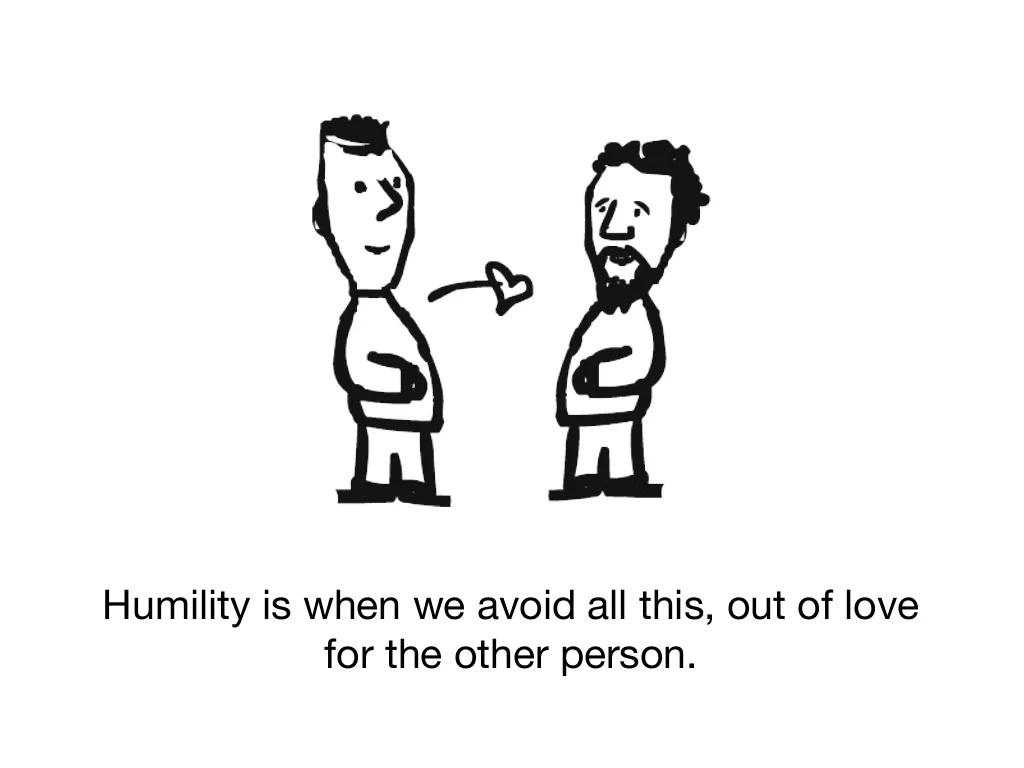 Humility is when we avoid all this, out of love
for the other person.